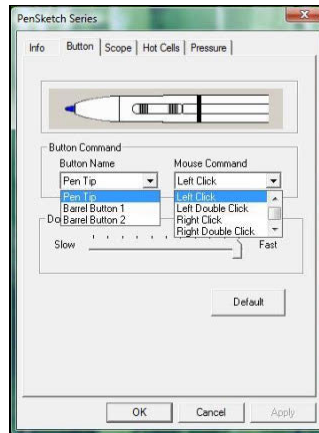 PenSketch Series
Info Button Scope Hot Cells Pressure
Button Command
Button Name Mouse Command
Pen Tip Left Click
Pen Tip Left Click
Barrel Button 1 Left Double Click
Do Barrel Button 2 Right Click
Right Double Click
Slow Fast
Default
OK Cancel Apply